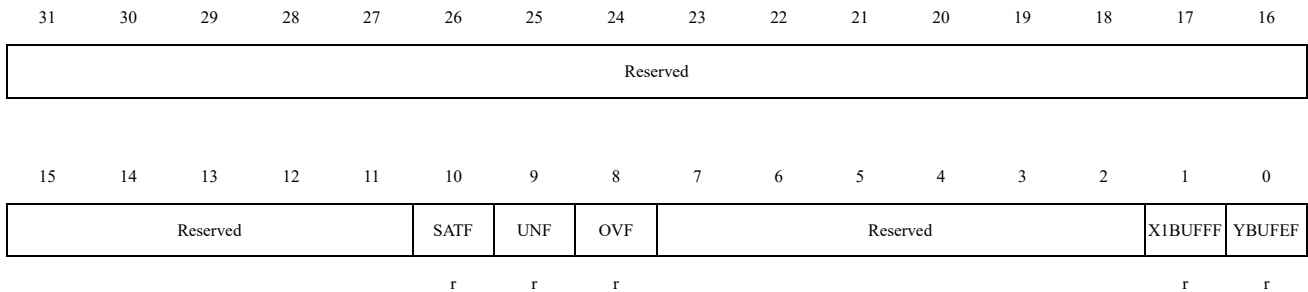 31 30 29 28 27 26 25 24 23 22 21 20 19 18 17 16
Reserved
15 14 13 12 11 10 9 8 7 6 5 4 3 2 1 0
Reserved SATF UNF OVF Reserved X1BUFFF YBUFEF
r r r r r